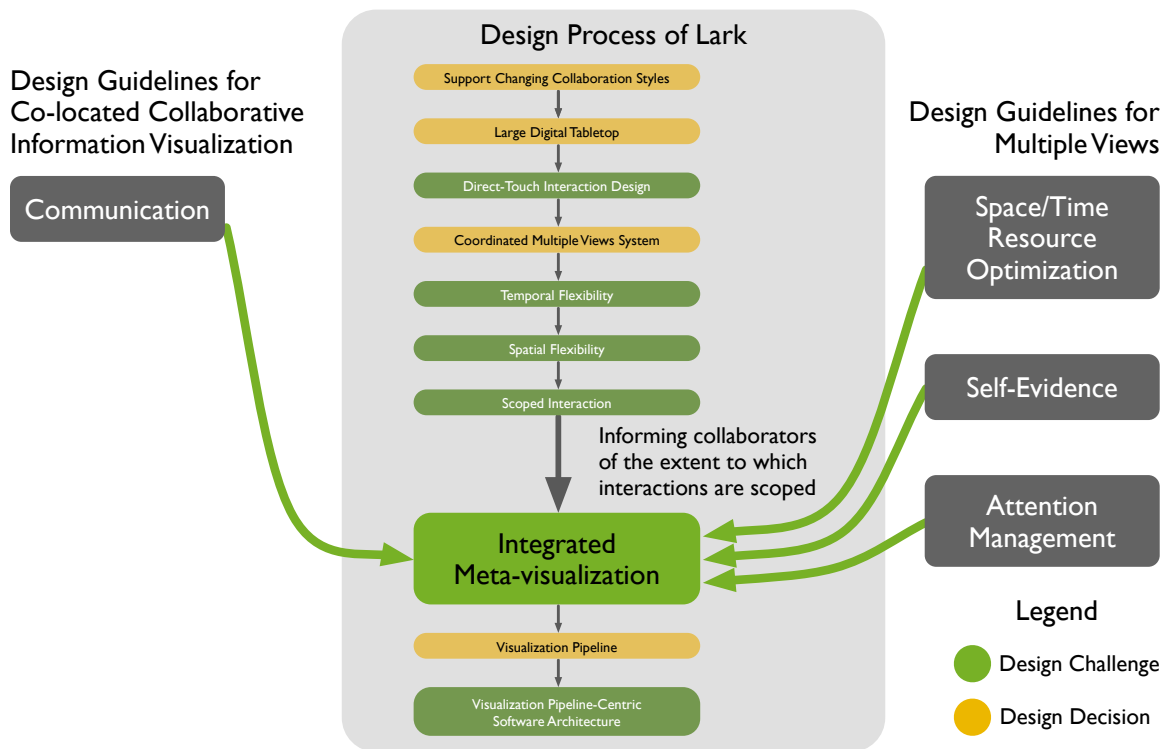 Design Process of Lark
Design Guidelines for
Co-located Collaborative
Information Visualization
Communication
Support Changing Collaboration Styles
Large Digital Tabletop
Direct-Touch Interaction Design
Coordinated Multiple Views System
Temporal Flexibility
Spatial Flexibility
Scoped Interaction
Informing collaborators
of the extent to which
interactions are scoped
Integrated
Meta-visualization
Visualization Pipeline
Visualization Pipeline-Centric
Software Architecture
Design Guidelines for
Multiple Views
Space/Time
Resource
Optimization
Self-Evidence
Attention
Management
Legend
Design Challenge
Design Decision